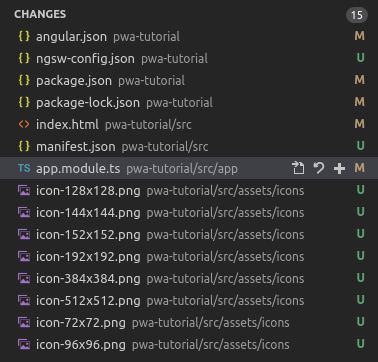 CHANGES 15
{} angular.json pwa-tutorial M
{} ngsw-config.json pwa-tutorial U
{} package.json pwa-tutorial M
{} package-lock.json pwa-tutorial M
<> index.html pwa-tutorial/src M
{} manifest.json pwa-tutorial/src U
TS app.module.ts pwa-tutorial/src/app M
icon-128x128.png pwa-tutorial/src/assets/icons U
icon-144x144.png pwa-tutorial/src/assets/icons U
icon-152x152.png pwa-tutorial/src/assets/icons U
icon-192x192.png pwa-tutorial/src/assets/icons U
icon-384x384.png pwa-tutorial/src/assets/icons U
icon-512x512.png pwa-tutorial/src/assets/icons U
icon-72x72.png pwa-tutorial/src/assets/icons U
icon-96x96.png pwa-tutorial/src/assets/icons U